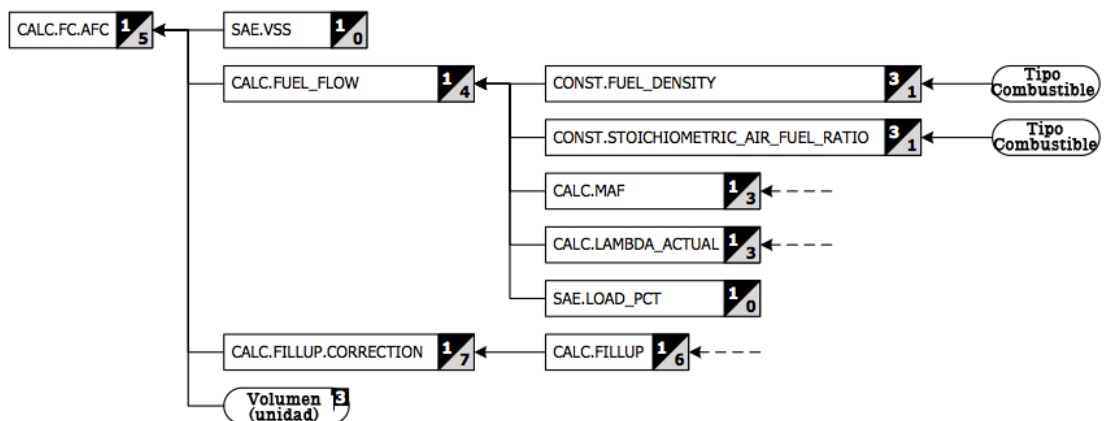 CALC.FC.AFC 1 5
SAE.VSS 1 0
CALC.FUEL_FLOW 1 4
CONST.FUEL_DENSITY 3 1
Tipo
Combustible
CONST.STOICHIOMETRIC_AIR_FUEL_RATIO 3 1
Tipo
Combustible
CALC.MAF 1 3
CALC.LAMBDA_ACTUAL 1 3
SAE.LOAD_PCT 1 0
CALC.FILLUP.CORRECTION 1 7
CALC.FILLUP 1 6
Volumen 3
(unidad)